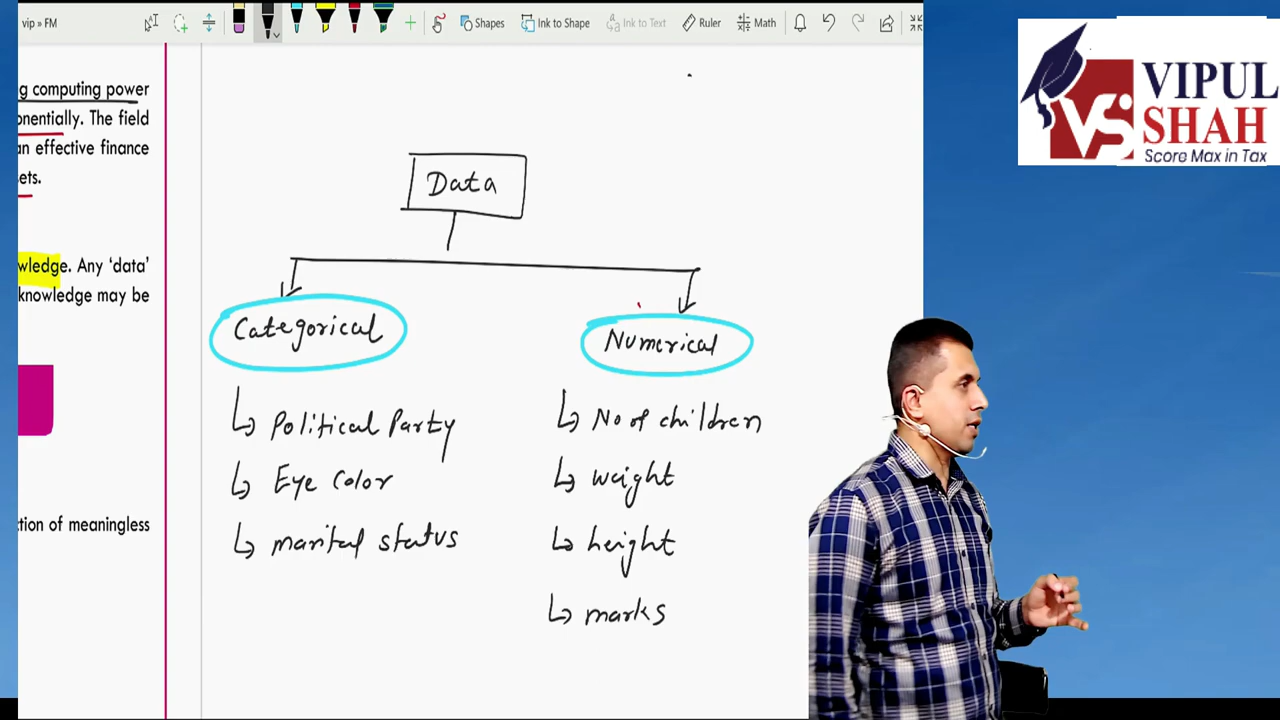 vip » FM
Shapes
Ink to Shape
Ink to Text
Ruler
Math
g computing power
onentially. The field
an effective finance
ets.
wledge. Any 'data'
knowledge may be
tion of meaningless
Data
Categorical
Political Party
Eye Color
marital status
Numerical
No of children
weight
height
marks
VS
VIPUL
SHAH
Score Max in Tax